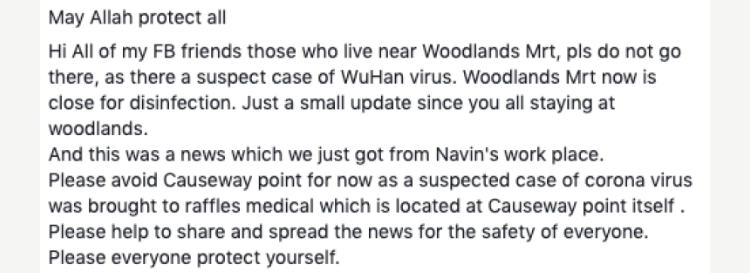 May Allah protect all
Hi All of my FB friends those who live near Woodlands Mrt, pls do not go
there, as there a suspect case of WuHan virus. Woodlands Mrt now is
close for disinfection. Just a small update since you all staying at
woodlands.
And this was a news which we just got from Navin's work place.
Please avoid Causeway point for now as a suspected case of corona virus
was brought to raffles medical which is located at Causeway point itself .
Please help to share and spread the news for the safety of everyone.
Please everyone protect yourself.